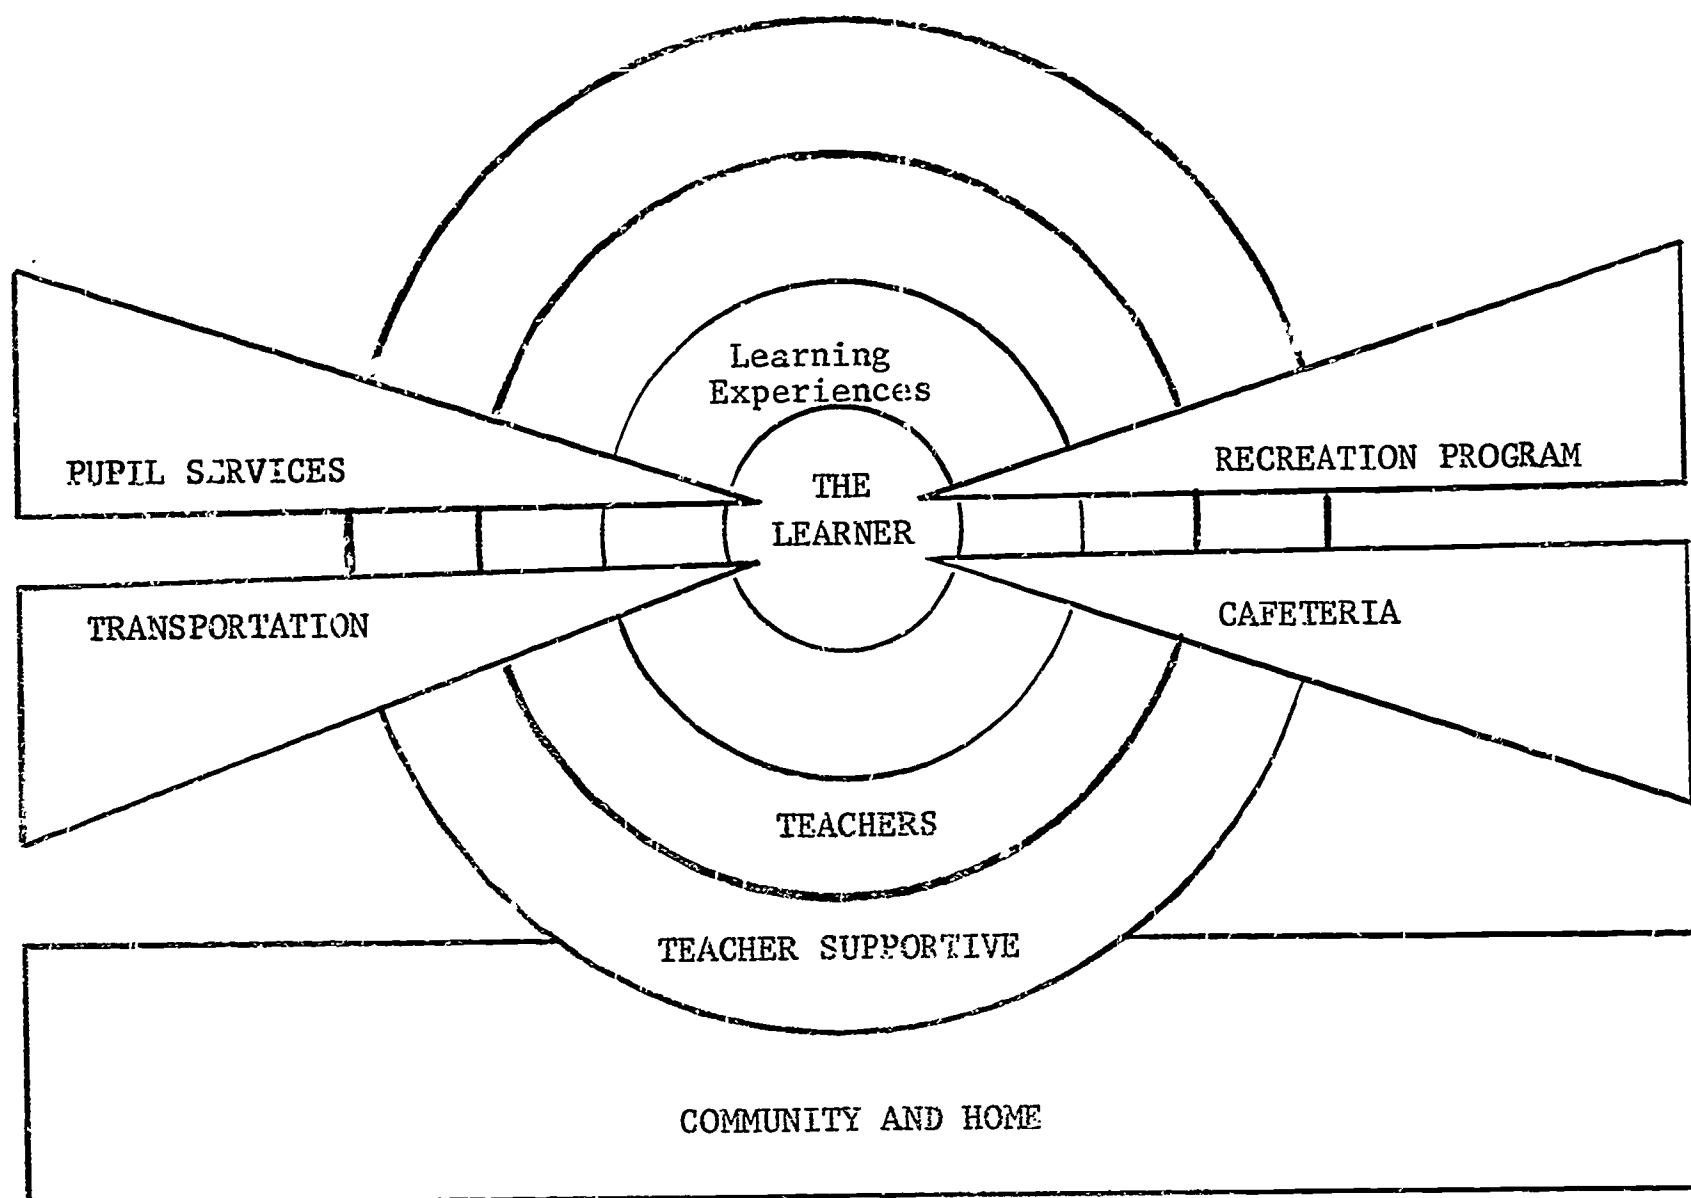 Learning
Experiences
THE
LEARNER
PUPIL SERVICES
RECREATION PROGRAM
TRANSPORTATION
CAFETERIA
TEACHERS
TEACHER SUPPORTIVE
COMMUNITY AND HOME